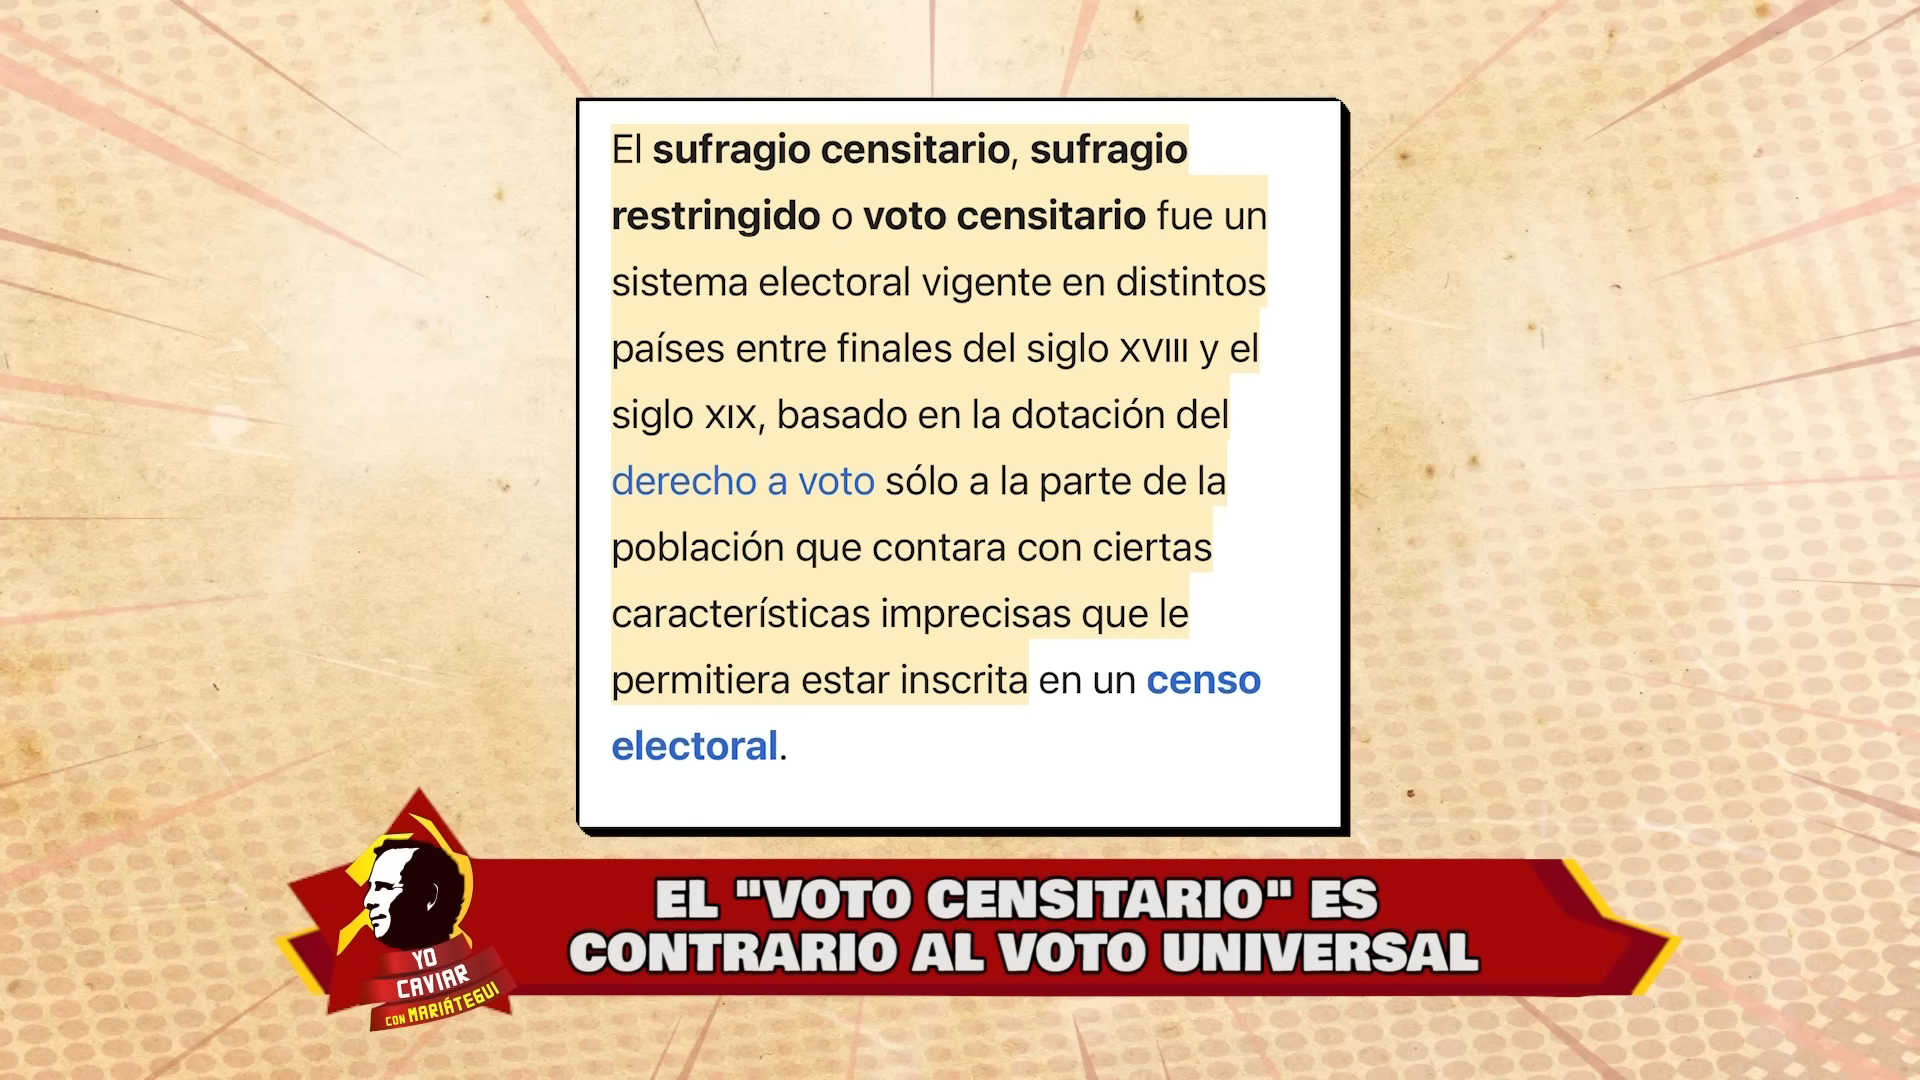 El sufragio censitario, sufragio
restringido o voto censitario fue un
sistema electoral vigente en distintos
países entre finales del siglo XVIII y el
siglo XIX, basado en la dotación del
derecho a voto sólo a la parte de la
población que contara con ciertas
características imprecisas que le
permitiera estar inscrita en un censo
electoral.
EL "VOTO CENSITARIO" ES
CONTRARIO AL VOTO UNIVERSAL
YO
CAVIAR
CON MARIÁTEGUI